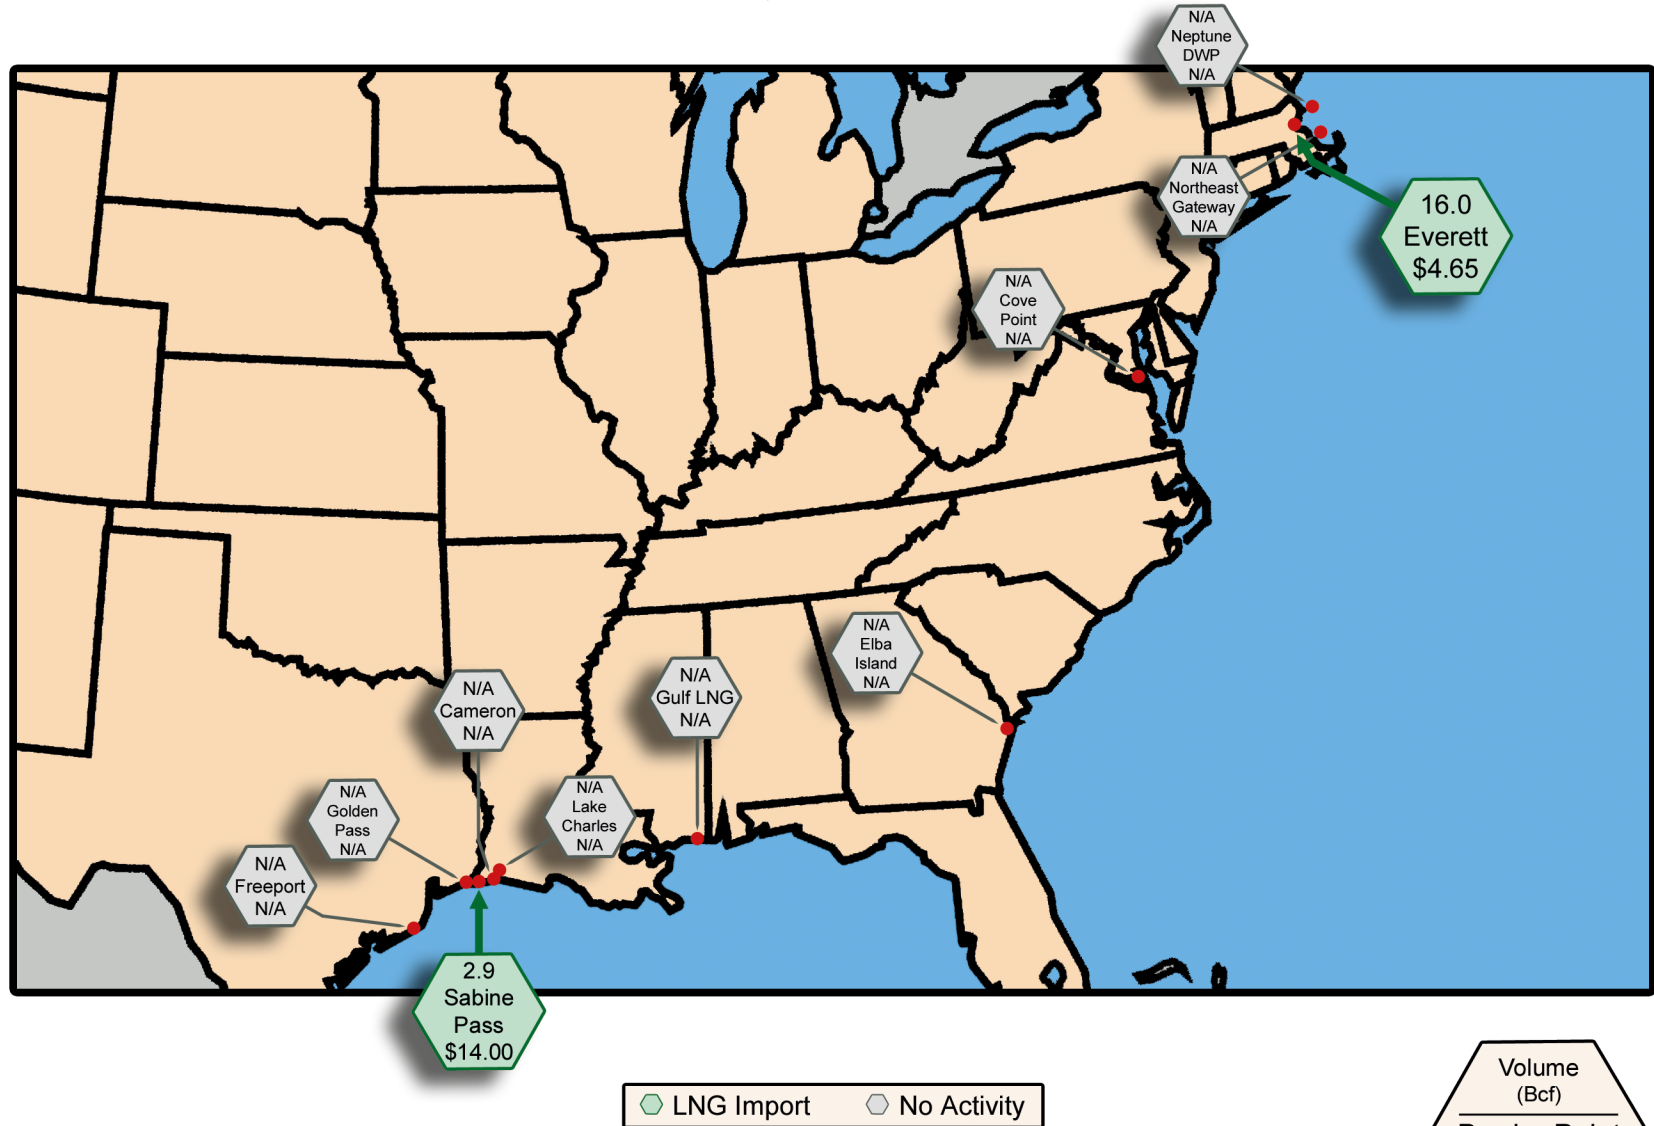 N/A
Neptune
DWP
N/A
N/A
Northeast
Gateway
N/A
16.0
Everett
$4.65
N/A
Cove
Point
N/A
N/A
Elba
Island
N/A
N/A
Cameron
N/A
N/A
Gulf LNG
N/A
N/A
Golden
Pass
N/A
N/A
Lake
Charles
N/A
N/A
Freeport
N/A
2.9
Sabine
Pass
$14.00
LNG Import
No Activity
Volume
(Bcf)